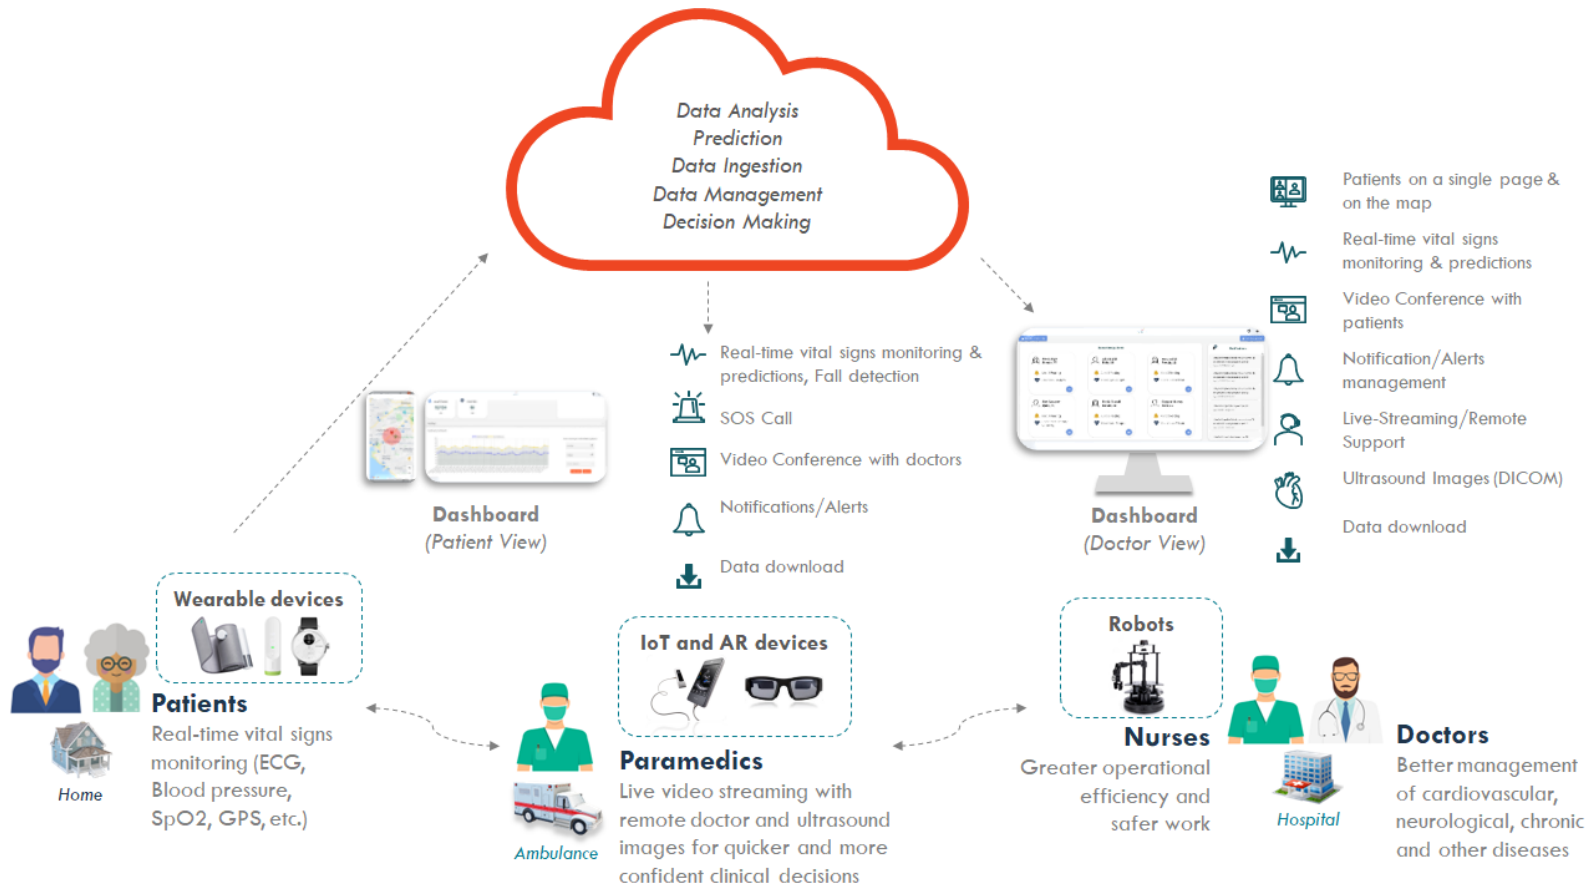 Data Analysis
Prediction
Data Ingestion
Data Management
Decision Making
Patients on a single page &
on the map
Real-time vital signs
monitoring & predictions
Video Conference with
patients
Notification/Alerts
management
Live-Streaming/Remote
Support
Ultrasound Images (DICOM)
Data download
Real-time vital signs monitoring &
predictions, Fall detection
SOS Call
Video Conference with doctors
Notifications/Alerts
Data download
Dashboard
(Patient View)
Dashboard
(Doctor View)
Wearable devices
Patients
Real-time vital signs
monitoring (ECG,
Blood pressure,
SpO2, GPS, etc.)
Home
IoT and AR devices
Paramedics
Live video streaming with
remote doctor and ultrasound
images for quicker and more
confident clinical decisions
Ambulance
Robots
Nurses
Greater operational
efficiency and
safer work
Hospital
Doctors
Better management
of cardiovascular,
neurological, chronic
and other diseases